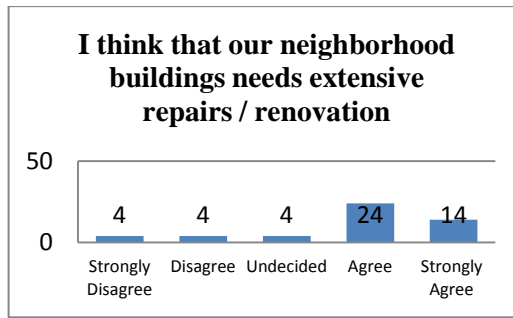 I think that our neighborhood
buildings needs extensive
repairs / renovation
50
4 4 4 24 14
0
Strongly Disagree Undecided Agree Strongly
Disagree Agree